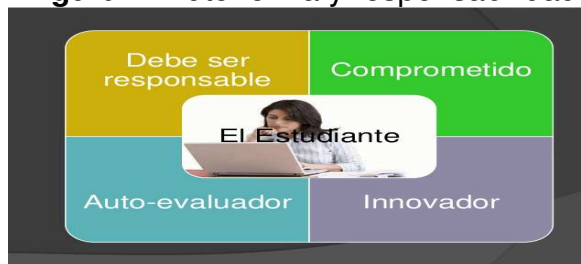 Debe ser
responsable
Comprometido
El Estudiante
Auto-evaluador
Innovador